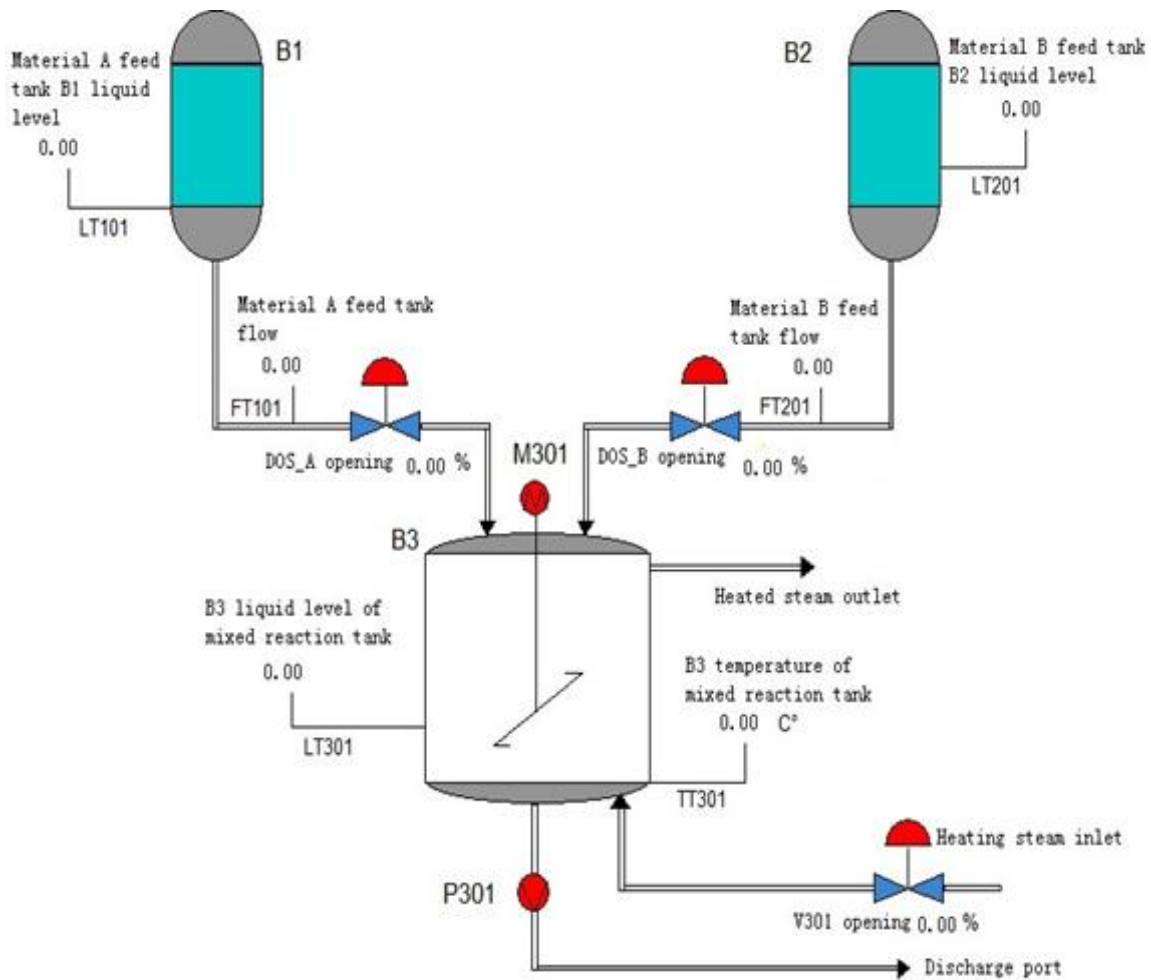 B1
Material A feed
tank B1 liquid
level
0.00
LT101
B2
Material B feed tank
B2 liquid level
0.00
LT201
Material A feed tank
flow
0.00
FT101
DOS_A opening 0.00 %
Material B feed
tank flow
0.00
FT201
DOS_B opening 0.00 %
M301
B3
Heated steam outlet
B3 liquid level of
mixed reaction tank
0.00
LT301
B3 temperature of
mixed reaction tank
0.00 C°
TT301
Heating steam inlet
V301 opening 0.00 %
P301
Discharge port